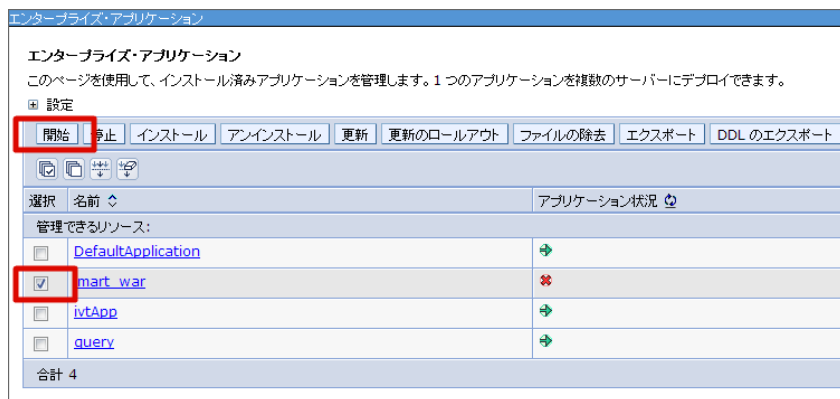 エンタープライズ・アプリケーション
エンタープライズ・アプリケーション
このページを使用して、インストール済みアプリケーションを管理します。1 つのアプリケーションを複数のサーバーにデプロイできます。
設定
開始 停止 インストール アンインストール 更新 更新のロールアウト ファイルの除去 エクスポート DDL のエクスポート
選択 名前 アプリケーション状況
管理できるリソース:
DefaultApplication
mart_war
ivtApp
query
合計 4